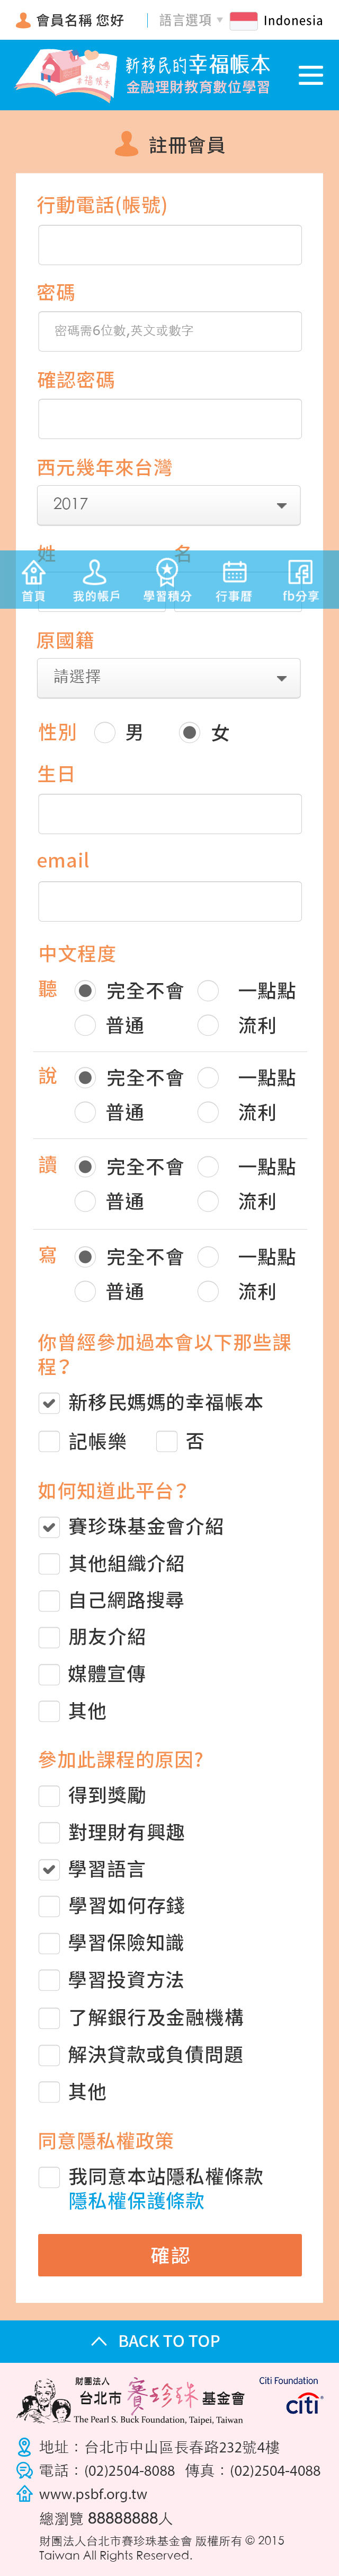 會員名稱 您好
語言選項
Indonesia
幸福帳本
新移民的幸福帳本
金融理財教育數位學習
註冊會員
行動電話(帳號)
密碼
密碼需6位數,英文或數字
確認密碼
西元幾年來台灣
2017
姓 名
首頁 我的帳戶 學習積分 行事曆 fb分享
原國籍
請選擇
性別 男 女
生日
email
中文程度
聽 完全不會 一點點
普通 流利
說 完全不會 一點點
普通 流利
讀 完全不會 一點點
普通 流利
寫 完全不會 一點點
普通 流利
你曾經參加過本會以下那些課
程?
新移民媽媽的幸福帳本
記帳樂 否
如何知道此平台?
賽珍珠基金會介紹
其他組織介紹
自己網路搜尋
朋友介紹
媒體宣傳
其他
參加此課程的原因?
得到獎勵
對理財有興趣
學習語言
學習如何存錢
學習保險知識
學習投資方法
了解銀行及金融機構
解決貸款或負債問題
其他
同意隱私權政策
我同意本站隱私權條款
隱私權保護條款
確認
BACK TO TOP
財團法人
台北市賽珍珠基金會
The Pearl S. Buck Foundation, Taipei, Taiwan
Citi Foundation
citi
地址：台北市中山區長春路232號4樓
電話：(02)2504-8088 傳真：(02)2504-4088
www.psbf.org.tw
總瀏覽 88888888人
財團法人台北市賽珍珠基金會 版權所有 © 2015
Taiwan All Rights Reserved.